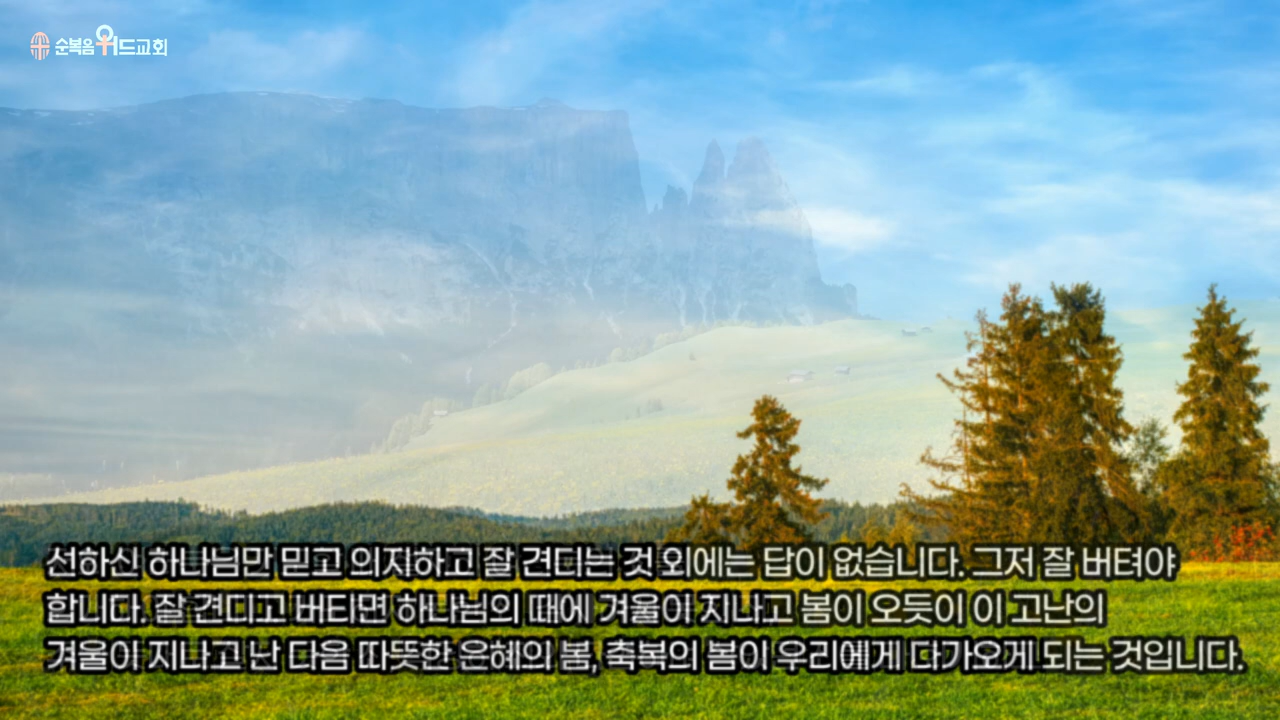 순복음위드교회
선하신 하나님만 믿고 의지하고 잘 견디는 것 외에는 답이 없습니다. 그저 잘 버텨야
합니다. 잘 견디고 버티면 하나님의 때에 겨울이 지나고 봄이 오듯이 이 고난의
겨울이 지나고 난 다음 따뜻한 은혜의 봄, 축복의 봄이 우리에게 다가오게 되는 것입니다.